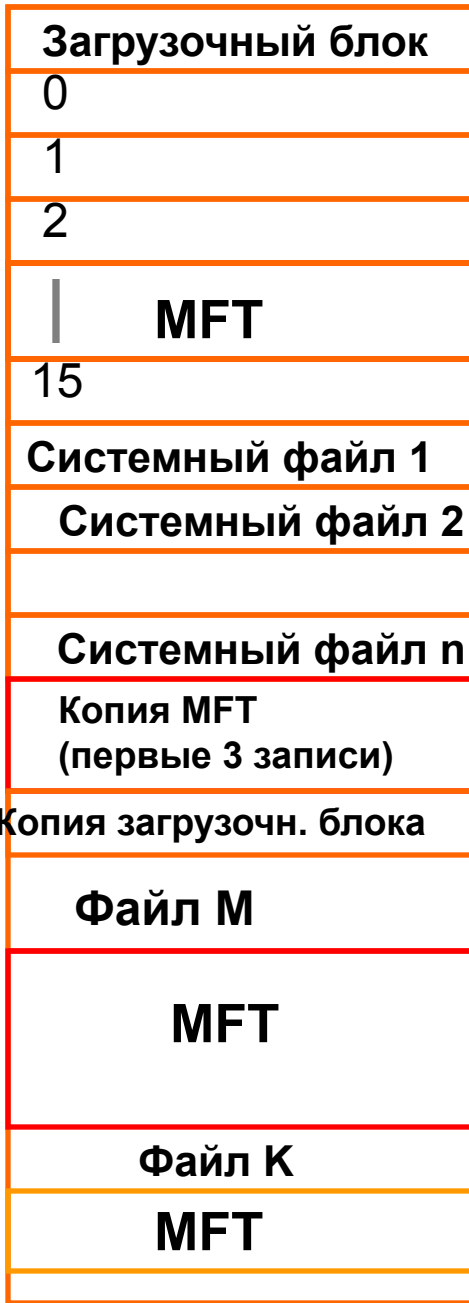 Загрузочный блок
0
1
2
MFT
15
Системный файл 1
Системный файл 2
Системный файл n
Копия MFT
(первые 3 записи)
Копия загрузочн. блока
Файл M
MFT
Файл K
MFT